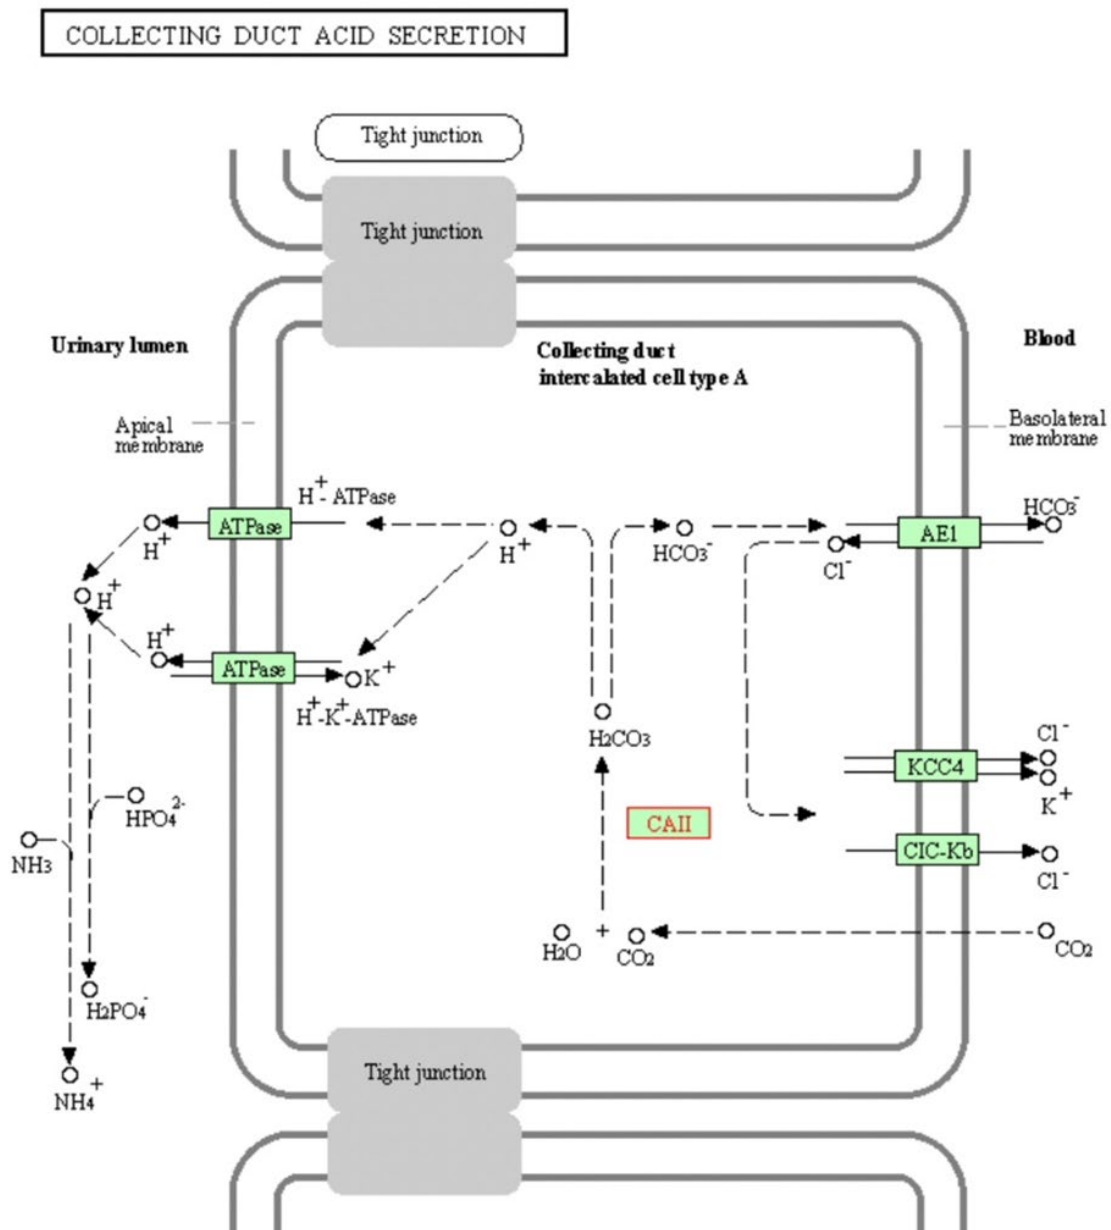 COLLECTING DUCT ACID SECRETION
Tight junction
Tight junction
Urinary lumen
Collecting duct
intercalated cell type A
Blood
Apical
membrane
Basolateral
membrane
H+- ATPase
ATPase
H+
H+
HCO3-
HCO3-
AE1
Cl-
H+
H+
ATPase
K+
H+-K+-ATPase
H2CO3
Cl-
KCC4
K+
HPO42-
CAII
NH3
ClC-Kb
Cl-
H2O + CO2
CO2
H2PO4-
Tight junction
NH4+